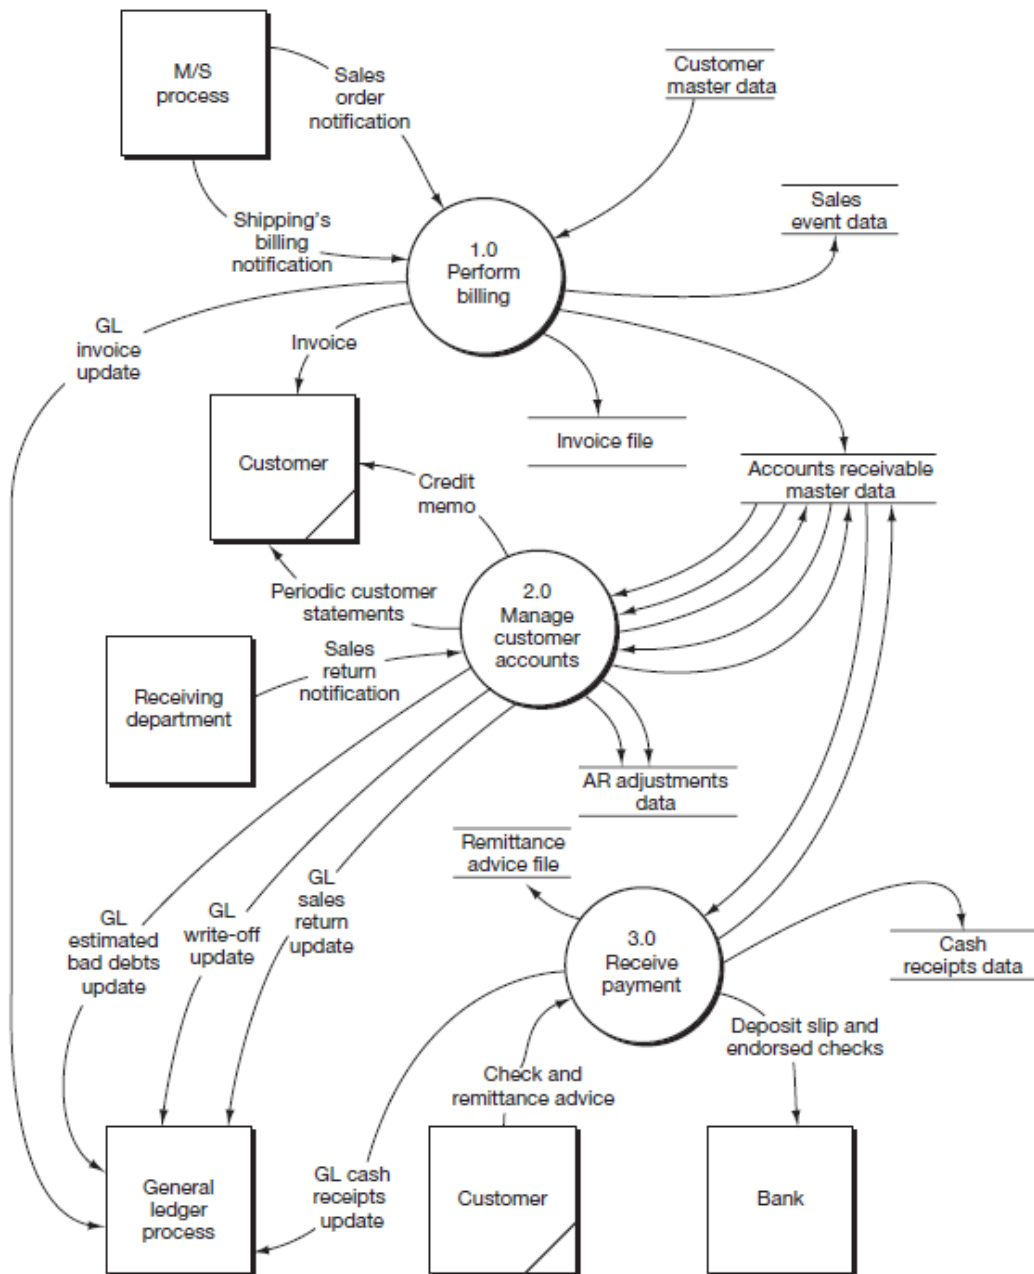 M/S
process
Sales
order
notification
Customer
master data
Shipping's
billing
notification
1.0
Perform
billing
Sales
event data
GL
invoice
update
Invoice
Invoice file
Customer
Credit
memo
Accounts receivable
master data
Periodic customer
statements
2.0
Manage
customer
accounts
Sales
return
notification
Receiving
department
AR adjustments
data
Remittance
advice file
GL
estimated
bad debts
update
GL
write-off
update
GL
sales
return
update
3.0
Receive
payment
Cash
receipts data
Deposit slip and
endorsed checks
Check and
remittance advice
General
ledger
process
GL cash
receipts
update
Customer
Bank